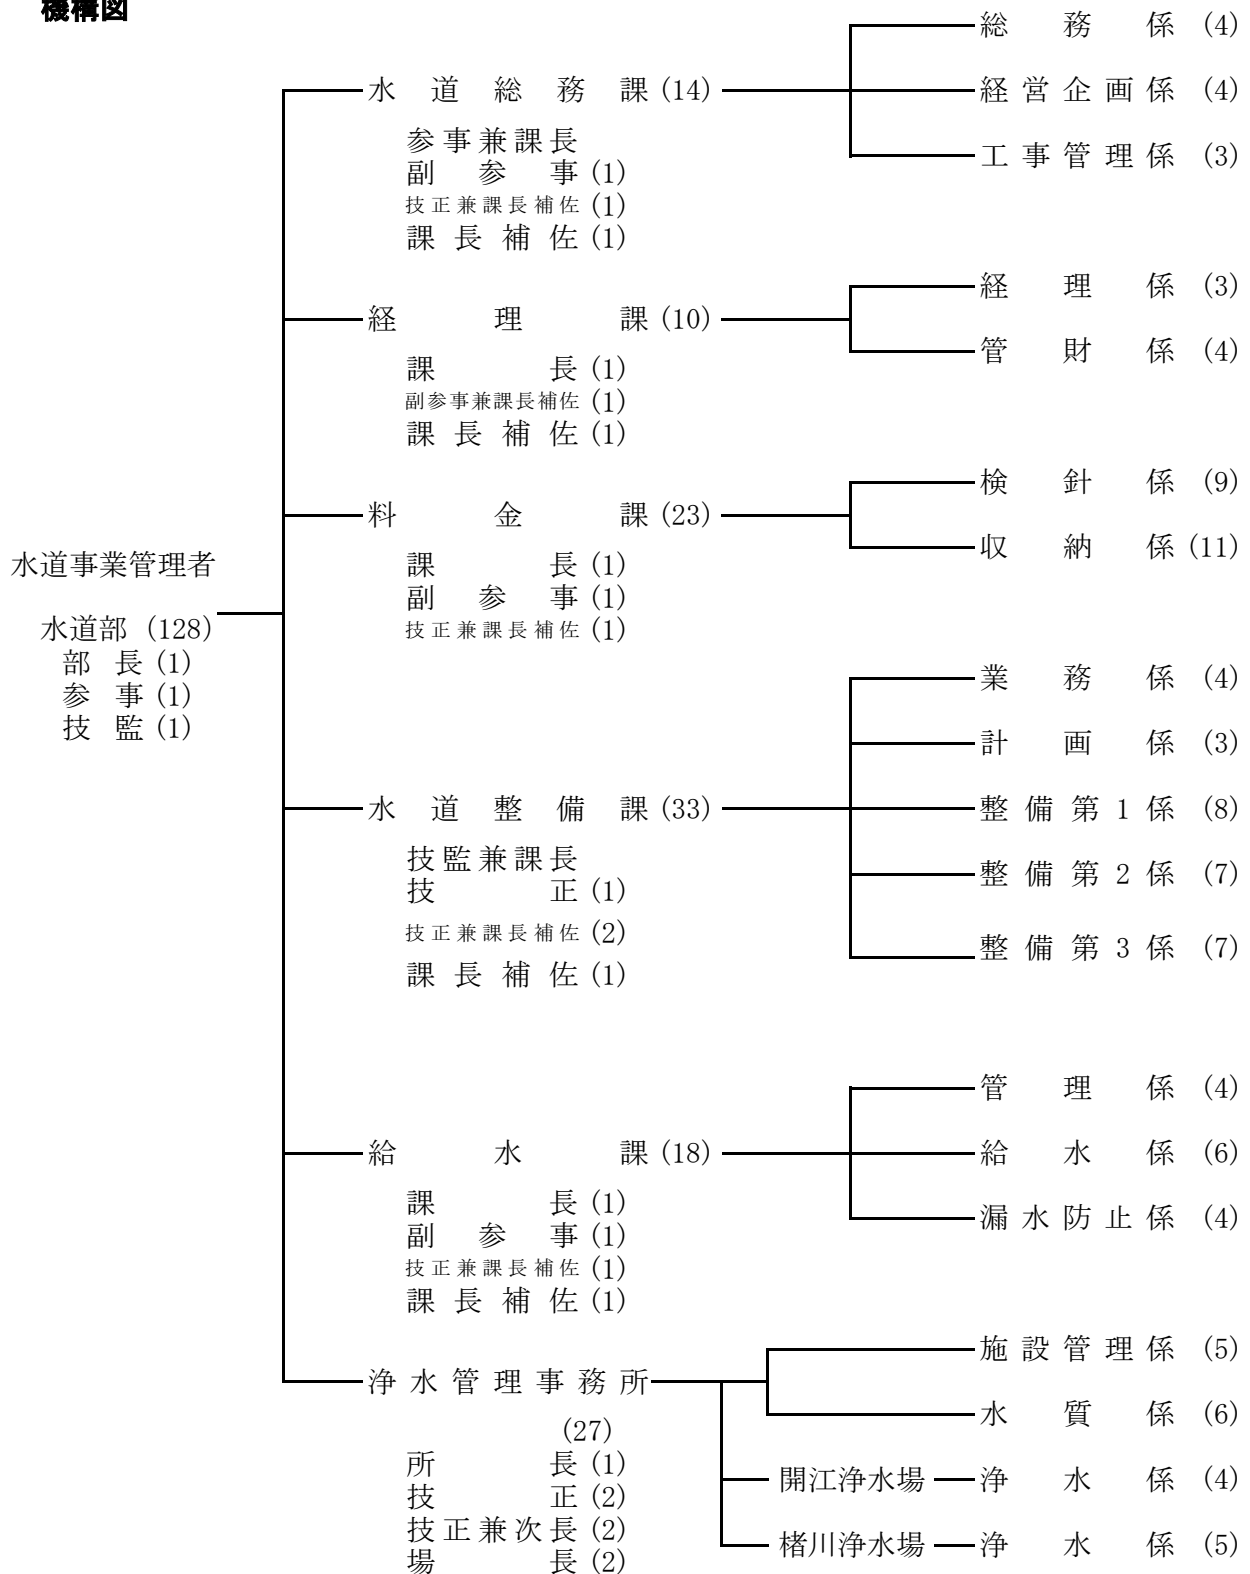 機構図
水道事業管理者
水道部 (128)
部長 (1)
参事 (1)
技監 (1)
水道総務課 (14)
参事兼課長
副参事 (1)
技正兼課長補佐 (1)
課長補佐 (1)
総務係 (4)
経営企画係 (4)
工事管理係 (3)
経理課 (10)
課長 (1)
副参事兼課長補佐 (1)
課長補佐 (1)
経理係 (3)
管財係 (4)
料金課 (23)
課長 (1)
副参事 (1)
技正兼課長補佐 (1)
検針係 (9)
収納係 (11)
水道整備課 (33)
技監兼課長
技正 (1)
技正兼課長補佐 (2)
課長補佐 (1)
業務係 (4)
計画係 (3)
整備第1係 (8)
整備第2係 (7)
整備第3係 (7)
給水課 (18)
課長 (1)
副参事 (1)
技正兼課長補佐 (1)
課長補佐 (1)
管理係 (4)
給水係 (6)
漏水防止係 (4)
浄水管理事務所
(27)
所長 (1)
技正 (2)
技正兼次長 (2)
場長 (2)
施設管理係 (5)
水質係 (6)
開江浄水場 浄水係 (4)
楮川浄水場 浄水係 (5)